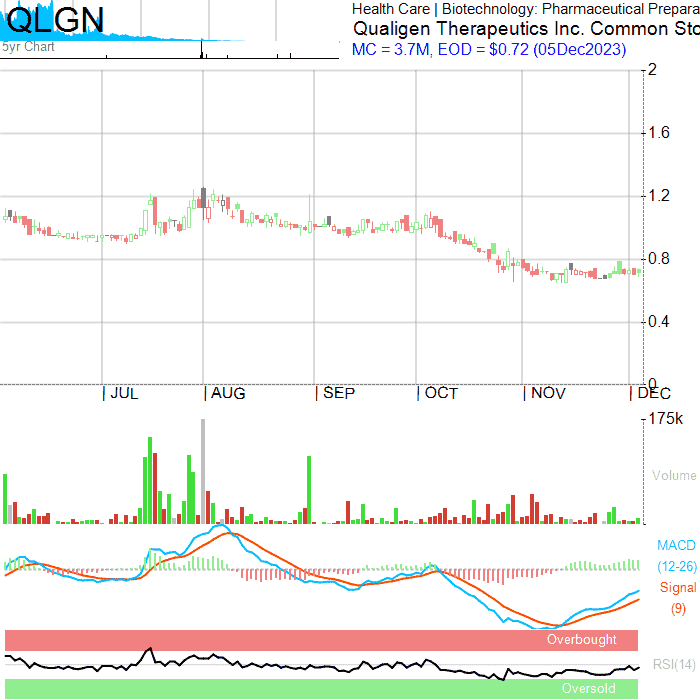 QLGN
5yr Chart
Health Care | Biotechnology: Pharmaceutical Prepara
Qualigen Therapeutics Inc. Common Sto
MC = 3.7M, EOD = $0.72 (05Dec2023)
2
1.6
1.2
0.8
0.4
0
| JUL | AUG | SEP | OCT | NOV | DEC
175k
Volume
MACD
(12-26)
Signal
(9)
Overbought
RSI(14)
Oversold